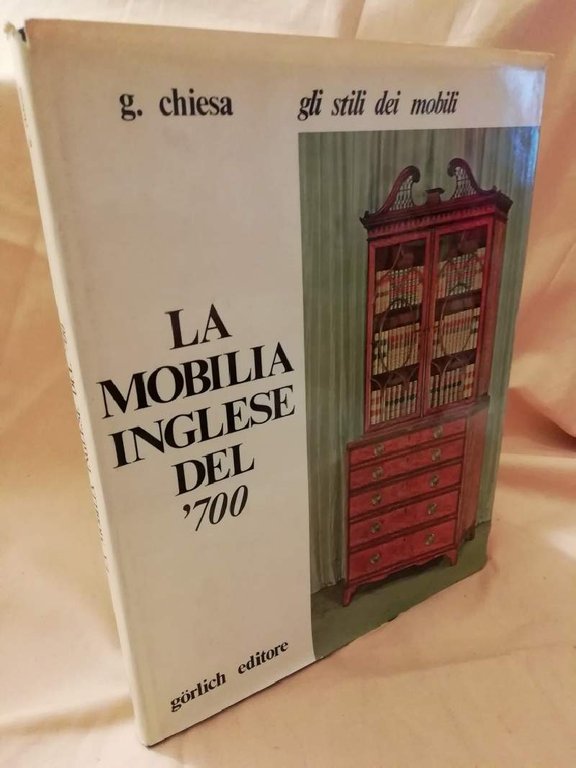 g. chiesa gli stili dei mobili
LA
MOBILIA
INGLESE
DEL
'700
görlich editore